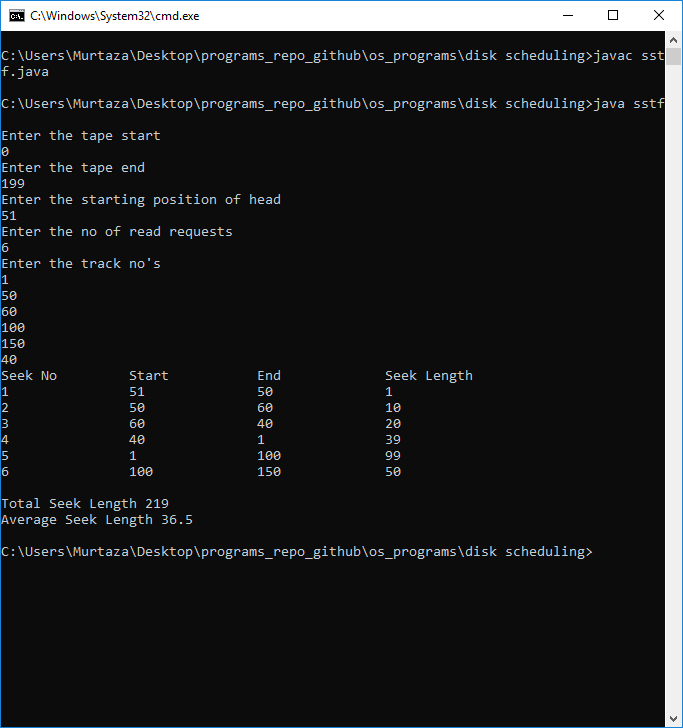 C:\Windows\System32\cmd.exe
C:\Users\Murtaza\Desktop\programs_repo_github\os_programs\disk scheduling>javac sst
f.java
C:\Users\Murtaza\Desktop\programs_repo_github\os_programs\disk scheduling>java sstf
Enter the tape start
0
Enter the tape end
199
Enter the starting position of head
51
Enter the no of read requests
6
Enter the track no's
1
50
60
100
150
40
Seek No Start End Seek Length
1 51 50 1
2 50 60 10
3 60 40 20
4 40 1 39
5 1 100 99
6 100 150 50
Total Seek Length 219
Average Seek Length 36.5
C:\Users\Murtaza\Desktop\programs_repo_github\os_programs\disk scheduling>